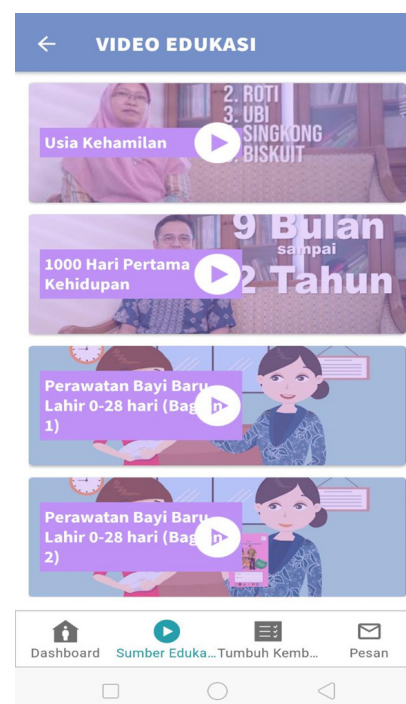 VIDEO EDUKASI
2. ROTI
3. UBI
SINGKONG
BISKUIT
Usia Kehamilan
9 Bulan
sampai
2 Tahun
1000 Hari Pertama
Kehidupan
Perawatan Bayi Baru
Lahir 0-28 hari (Bagian
1)
Perawatan Bayi Baru
Lahir 0-28 hari (Bagian
2)
Dashboard
Sumber Eduka...
Tumbuh Kemb...
Pesan